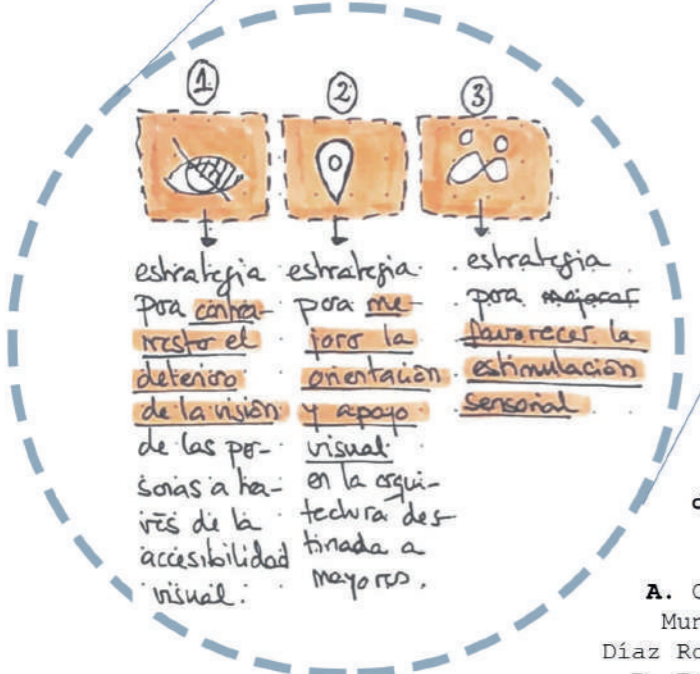 1
estrategia
para contra-
restar el
deterioro
de la visión
de las per-
sonas a tra-
vés de la
accesibilidad
visual.
2
estrategia
para me-
jorar la
orientación
y apoyo
visual
en la arqui-
tectura des-
tinada a
mayores.
3
estrategia
para mejorar
favorecer la
estimulación
sensorial
A. C
Mun
Díaz Ro